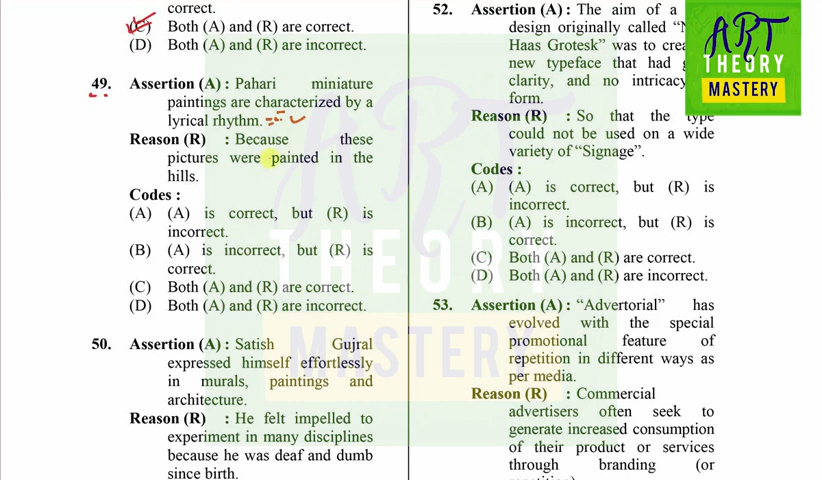 correct.
(C) Both (A) and (R) are correct.
(D) Both (A) and (R) are incorrect.
49. Assertion (A) : Pahari miniature
paintings are characterized by a
lyrical rhythm.
Reason (R) : Because these
pictures were painted in the
hills.
Codes :
(A) (A) is correct, but (R) is
incorrect.
(B) (A) is incorrect, but (R) is
correct.
(C) Both (A) and (R) are correct.
(D) Both (A) and (R) are incorrect.
50. Assertion (A) : Satish Gujral
expressed himself effortlessly
in murals, paintings and
architecture.
Reason (R) : He felt impelled to
experiment in many disciplines
because he was deaf and dumb
since birth.
52. Assertion (A) : The aim of a
design originally called
Haas Grotesk” was to
new typeface that had
clarity, and no intricacy
form.
Reason (R) : So that the type
could not be used on a wide
variety of “Signage”.
Codes :
(A) (A) is correct, but (R) is
incorrect.
(B) (A) is incorrect, but (R) is
correct.
(C) Both (A) and (R) are correct.
(D) Both (A) and (R) are incorrect.
53. Assertion (A) : “Advertorial” has
evolved with the special
promotional feature of
repetition in different ways as
per media.
Reason (R) : Commercial
advertisers often seek to
generate increased consumption
of their product or services
through branding (or
ART
THEORY
MASTERY
ART
THEORY
MASTERY